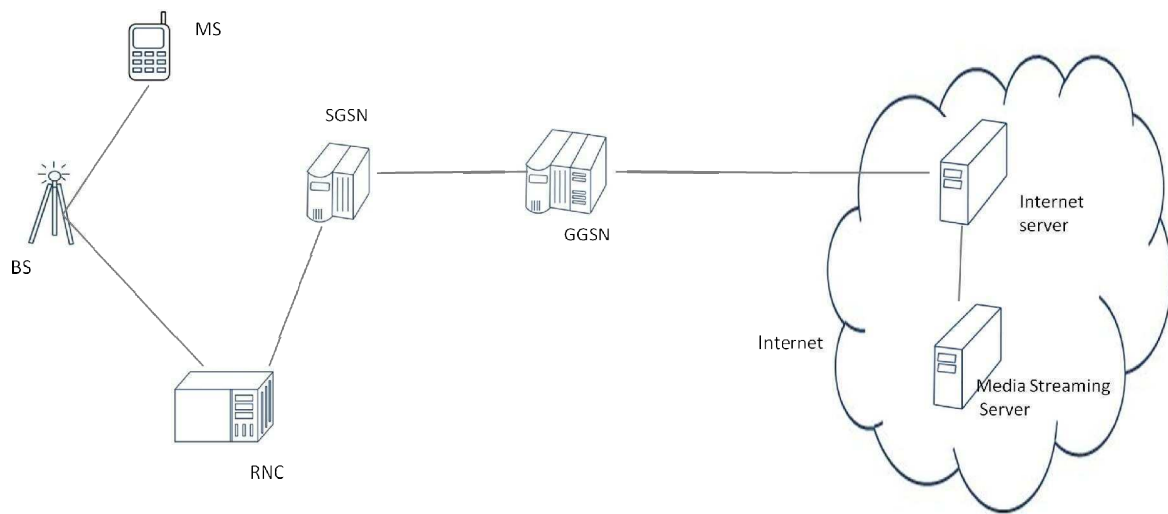 MS
SGSN
GGSN
BS
RNC
Internet
Internet
server
Media Streaming
Server